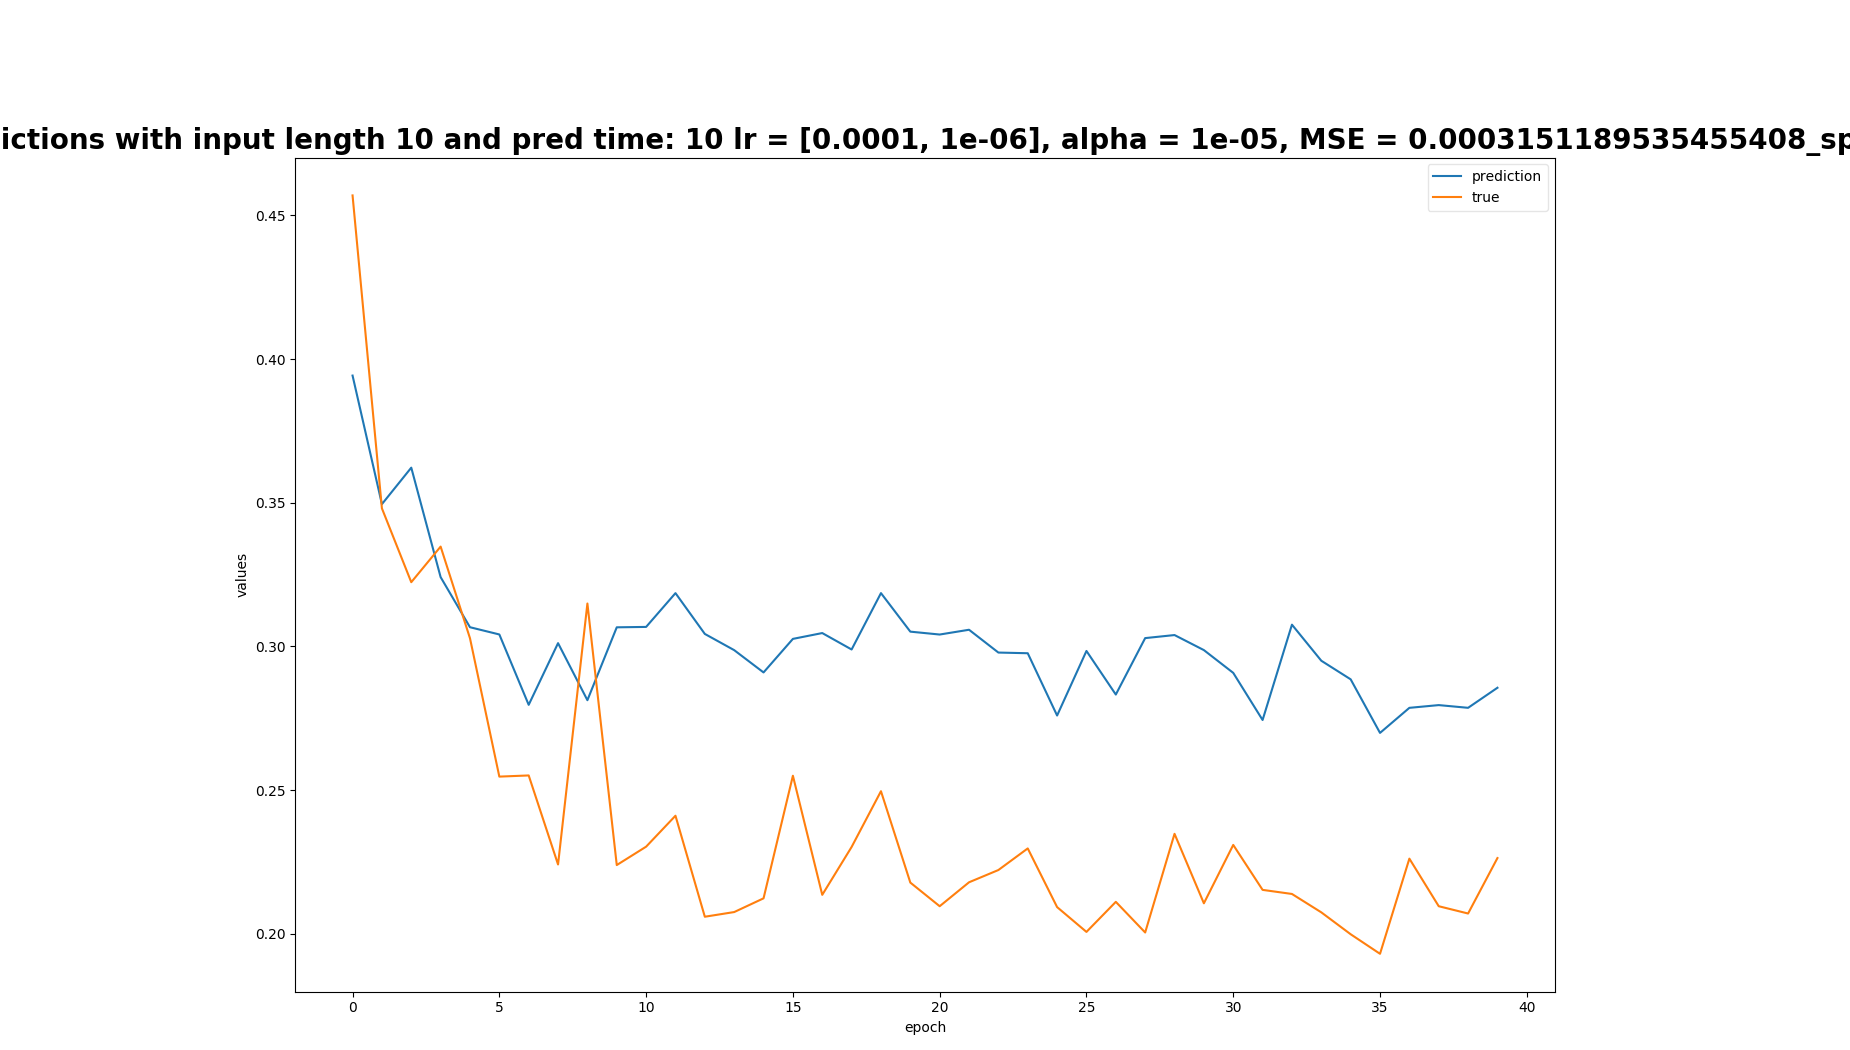 ictions with input length 10 and pred time: 10 lr = [0.0001, 1e-06], alpha = 1e-05, MSE = 0.0003151189535455408_sp
prediction
true
0.45
0.40
0.35
0.30
0.25
0.20
values
0 5 10 15 20 25 30 35 40
epoch